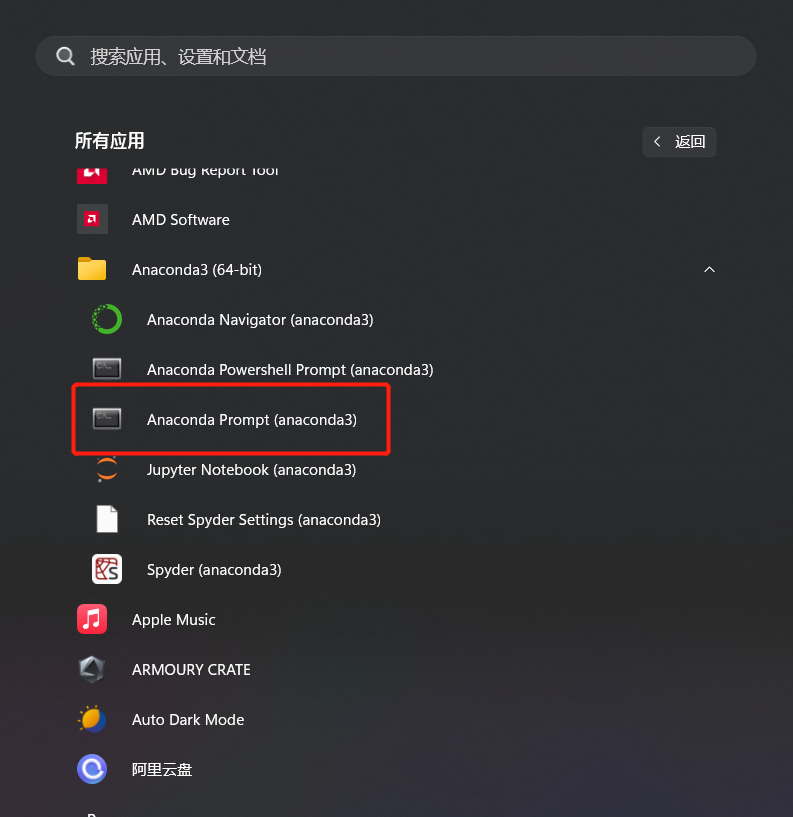 搜索应用、设置和文档
所有应用
返回
AMD Bug Report Tool
AMD Software
Anaconda3 (64-bit)
Anaconda Navigator (anaconda3)
Anaconda Powershell Prompt (anaconda3)
Anaconda Prompt (anaconda3)
Jupyter Notebook (anaconda3)
Reset Spyder Settings (anaconda3)
Spyder (anaconda3)
Apple Music
ARMOURY CRATE
Auto Dark Mode
阿里云盘